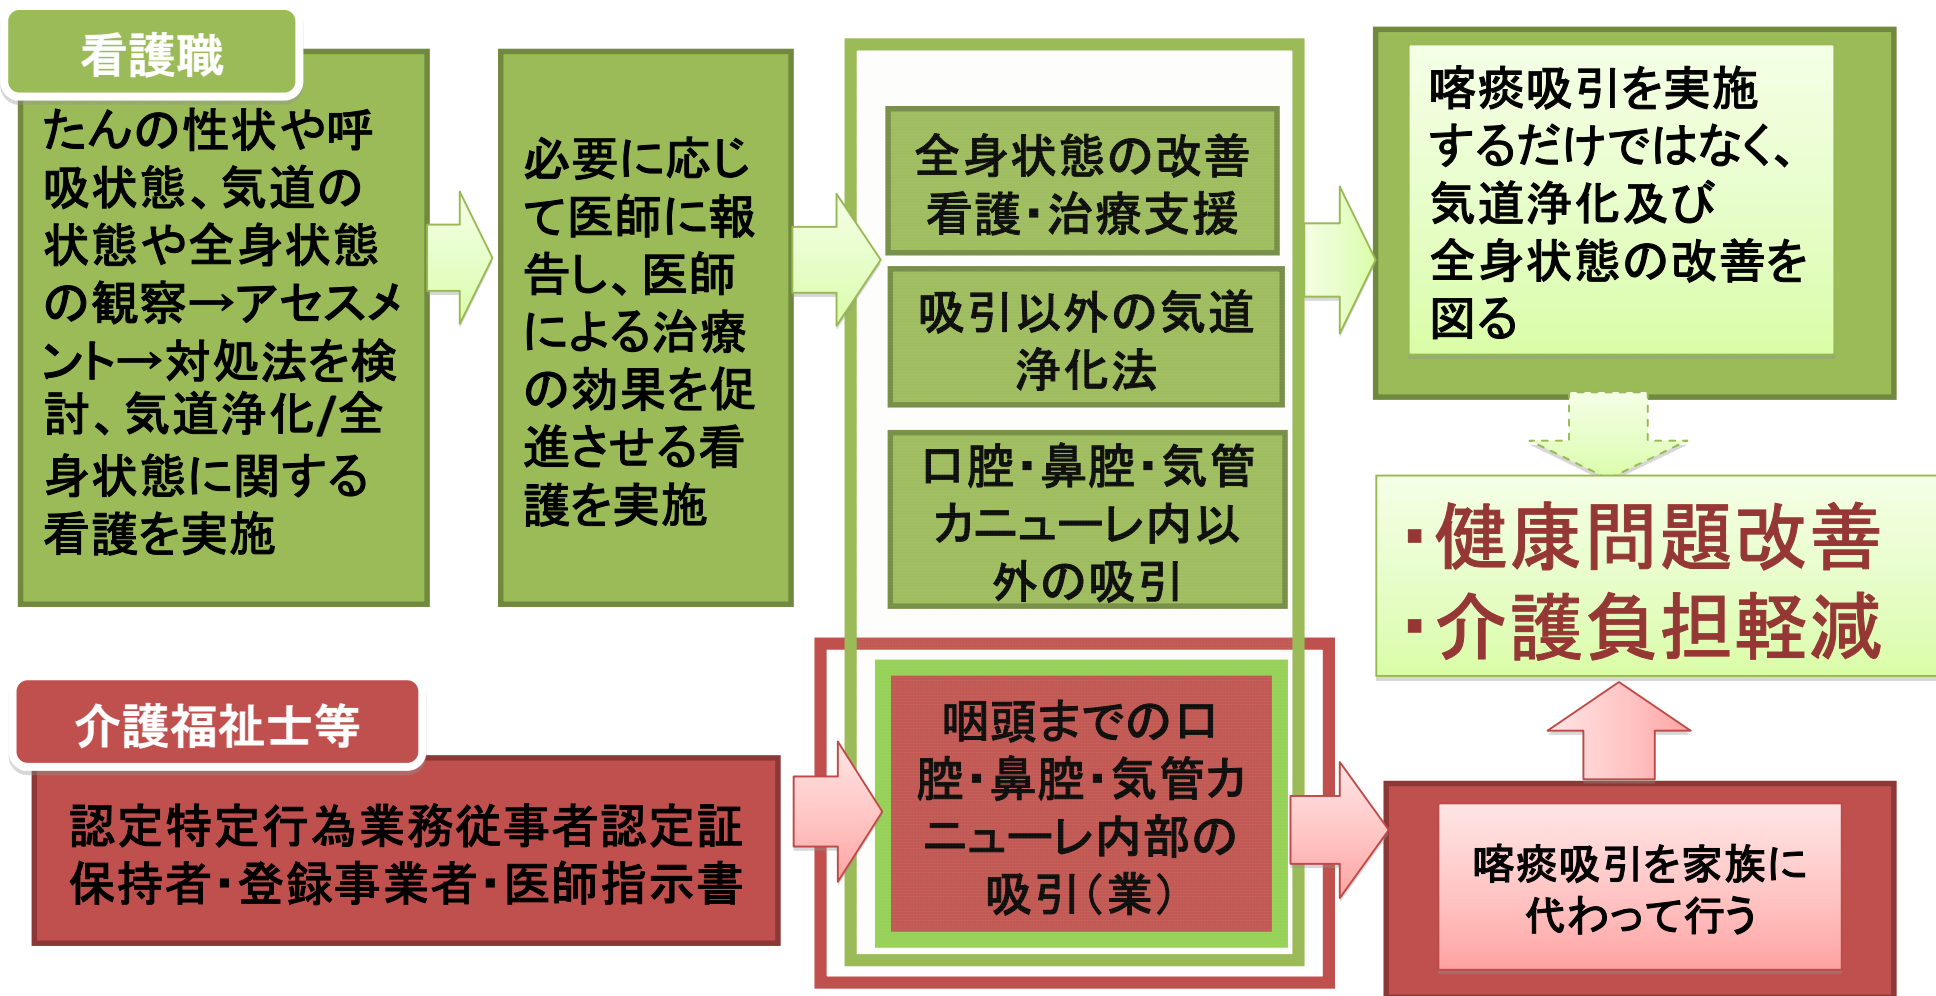 看護職
たんの性状や呼
吸状態、気道の
状態や全身状態
の観察→アセスメ
ント→対処法を検
討、気道浄化/全
身状態に関する
看護を実施
必要に応じ
て医師に報
告し、医師
による治療
の効果を促
進させる看
護を実施
全身状態の改善
看護・治療支援
吸引以外の気道
浄化法
口腔・鼻腔・気管
カニューレ内以
外の吸引
喀痰吸引を実施
するだけではなく、
気道浄化及び
全身状態の改善を
図る
・健康問題改善
・介護負担軽減
介護福祉士等
認定特定行為業務従事者認定証
保持者・登録事業者・医師指示書
咽頭までの口
腔・鼻腔・気管カ
ニューレ内部の
吸引(業)
喀痰吸引を家族に
代わって行う